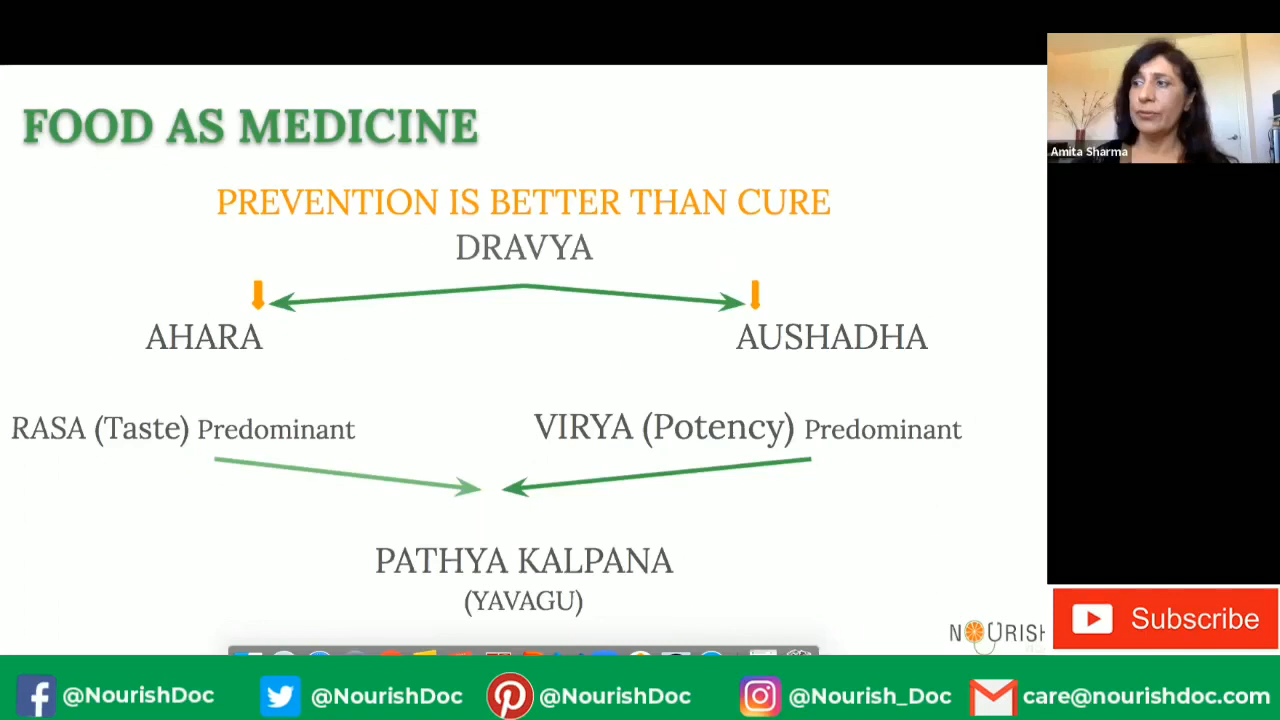 FOOD AS MEDICINE
Amita Sharma
PREVENTION IS BETTER THAN CURE
DRAVYA
AHARA
AUSHADHA
RASA (Taste) Predominant
VIRYA (Potency) Predominant
PATHYA KALPANA
(YAVAGU)
NOURISH
Subscribe
@NourishDoc
@NourishDoc
@NourishDoc
@Nourish_Doc
care@nourishdoc.com